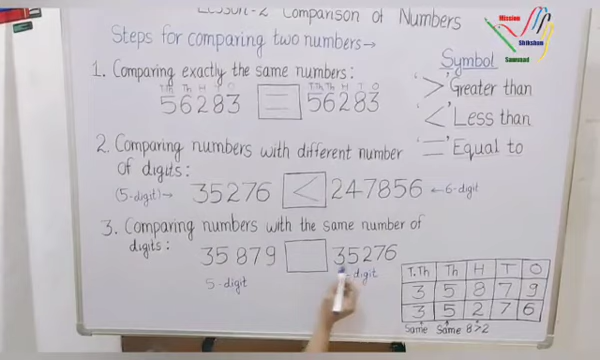 Lesson-2 Comparison of Numbers
Mission
Shikshan
Samvaad
Steps for comparing two numbers→
Symbol
1. Comparing exactly the same numbers:
'>' Greater than
T.Th Th H T O T.Th Th H T O
56283 = 56283
'<' Less than
2. Comparing numbers with different number
'=' Equal to
of digits:
(5-digit)→ 35276 < 247856 ←6-digit
3. Comparing numbers with the same number of
digits:
35879 35276
5-digit -digit
T.Th Th H T O
3 5 8 7 9
3 5 2 7 6
Same Same 8>2